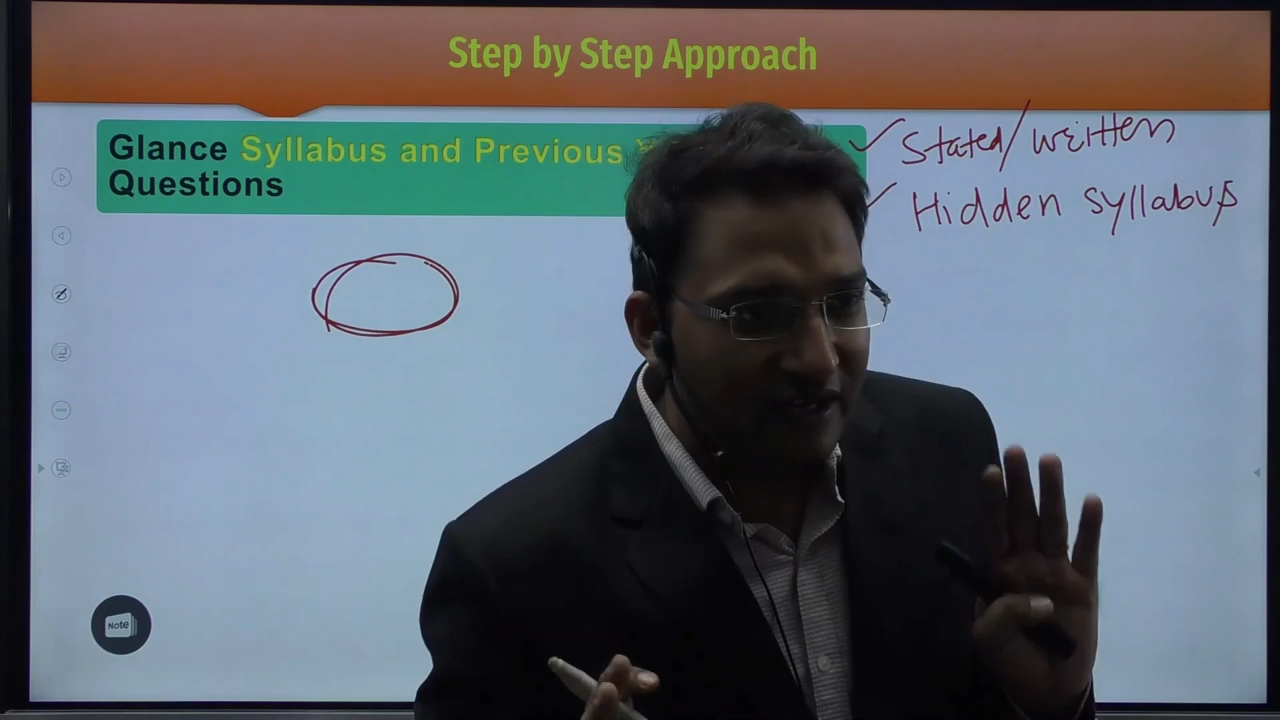 Step by Step Approach
Glance Syllabus and Previous
Questions
Stated/written
Hidden Syllabus
Note